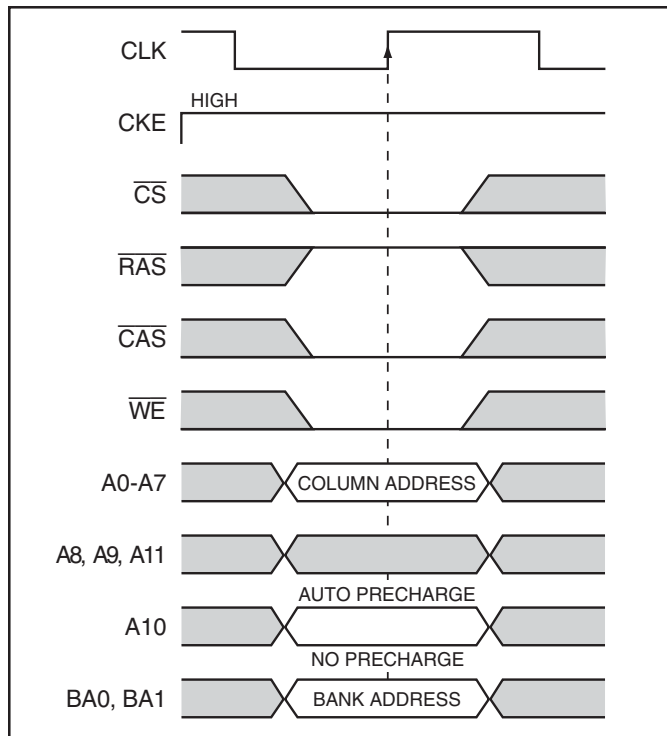 CLK
HIGH
CKE
CS
RAS
CAS
WE
A0-A7 COLUMN ADDRESS
A8, A9, A11
AUTO PRECHARGE
A10
NO PRECHARGE
BA0, BA1 BANK ADDRESS